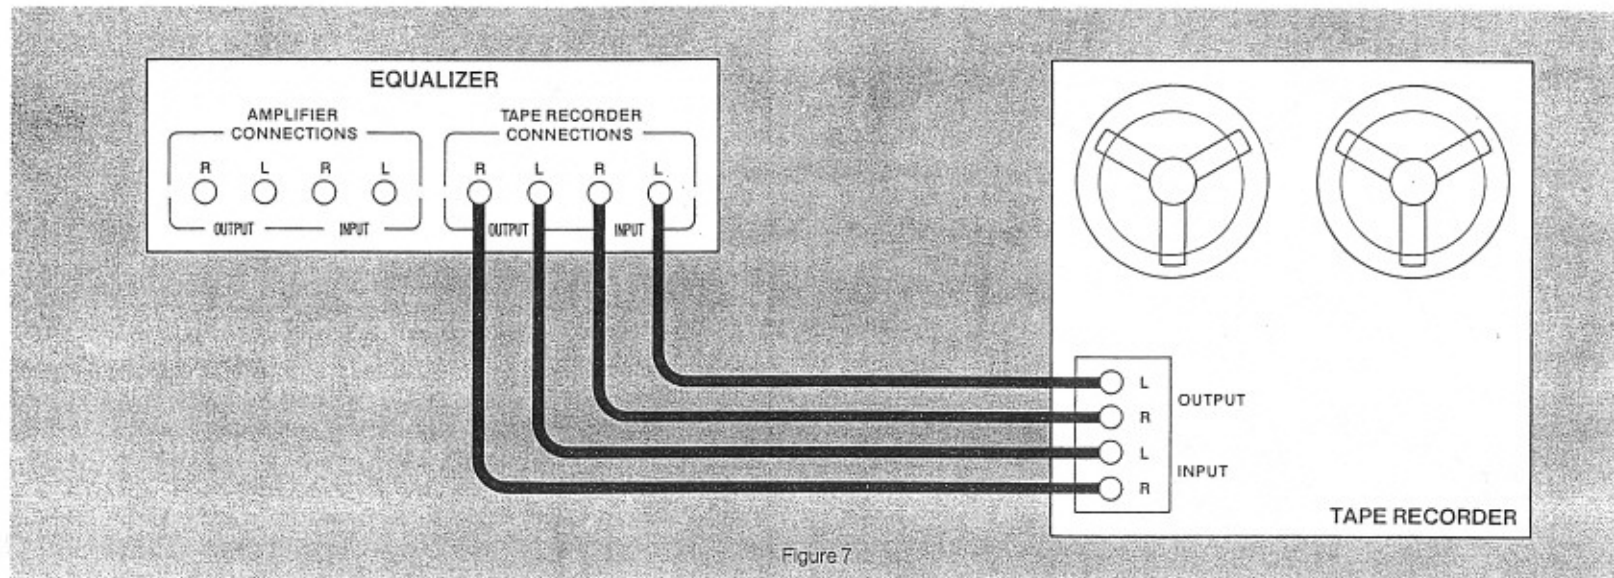 EQUALIZER
AMPLIFIER
CONNECTIONS
TAPE RECORDER
CONNECTIONS
R L R L
R L R L
OUTPUT INPUT
OUTPUT INPUT
L
OUTPUT
R
L
INPUT
R
TAPE RECORDER
Figure 7